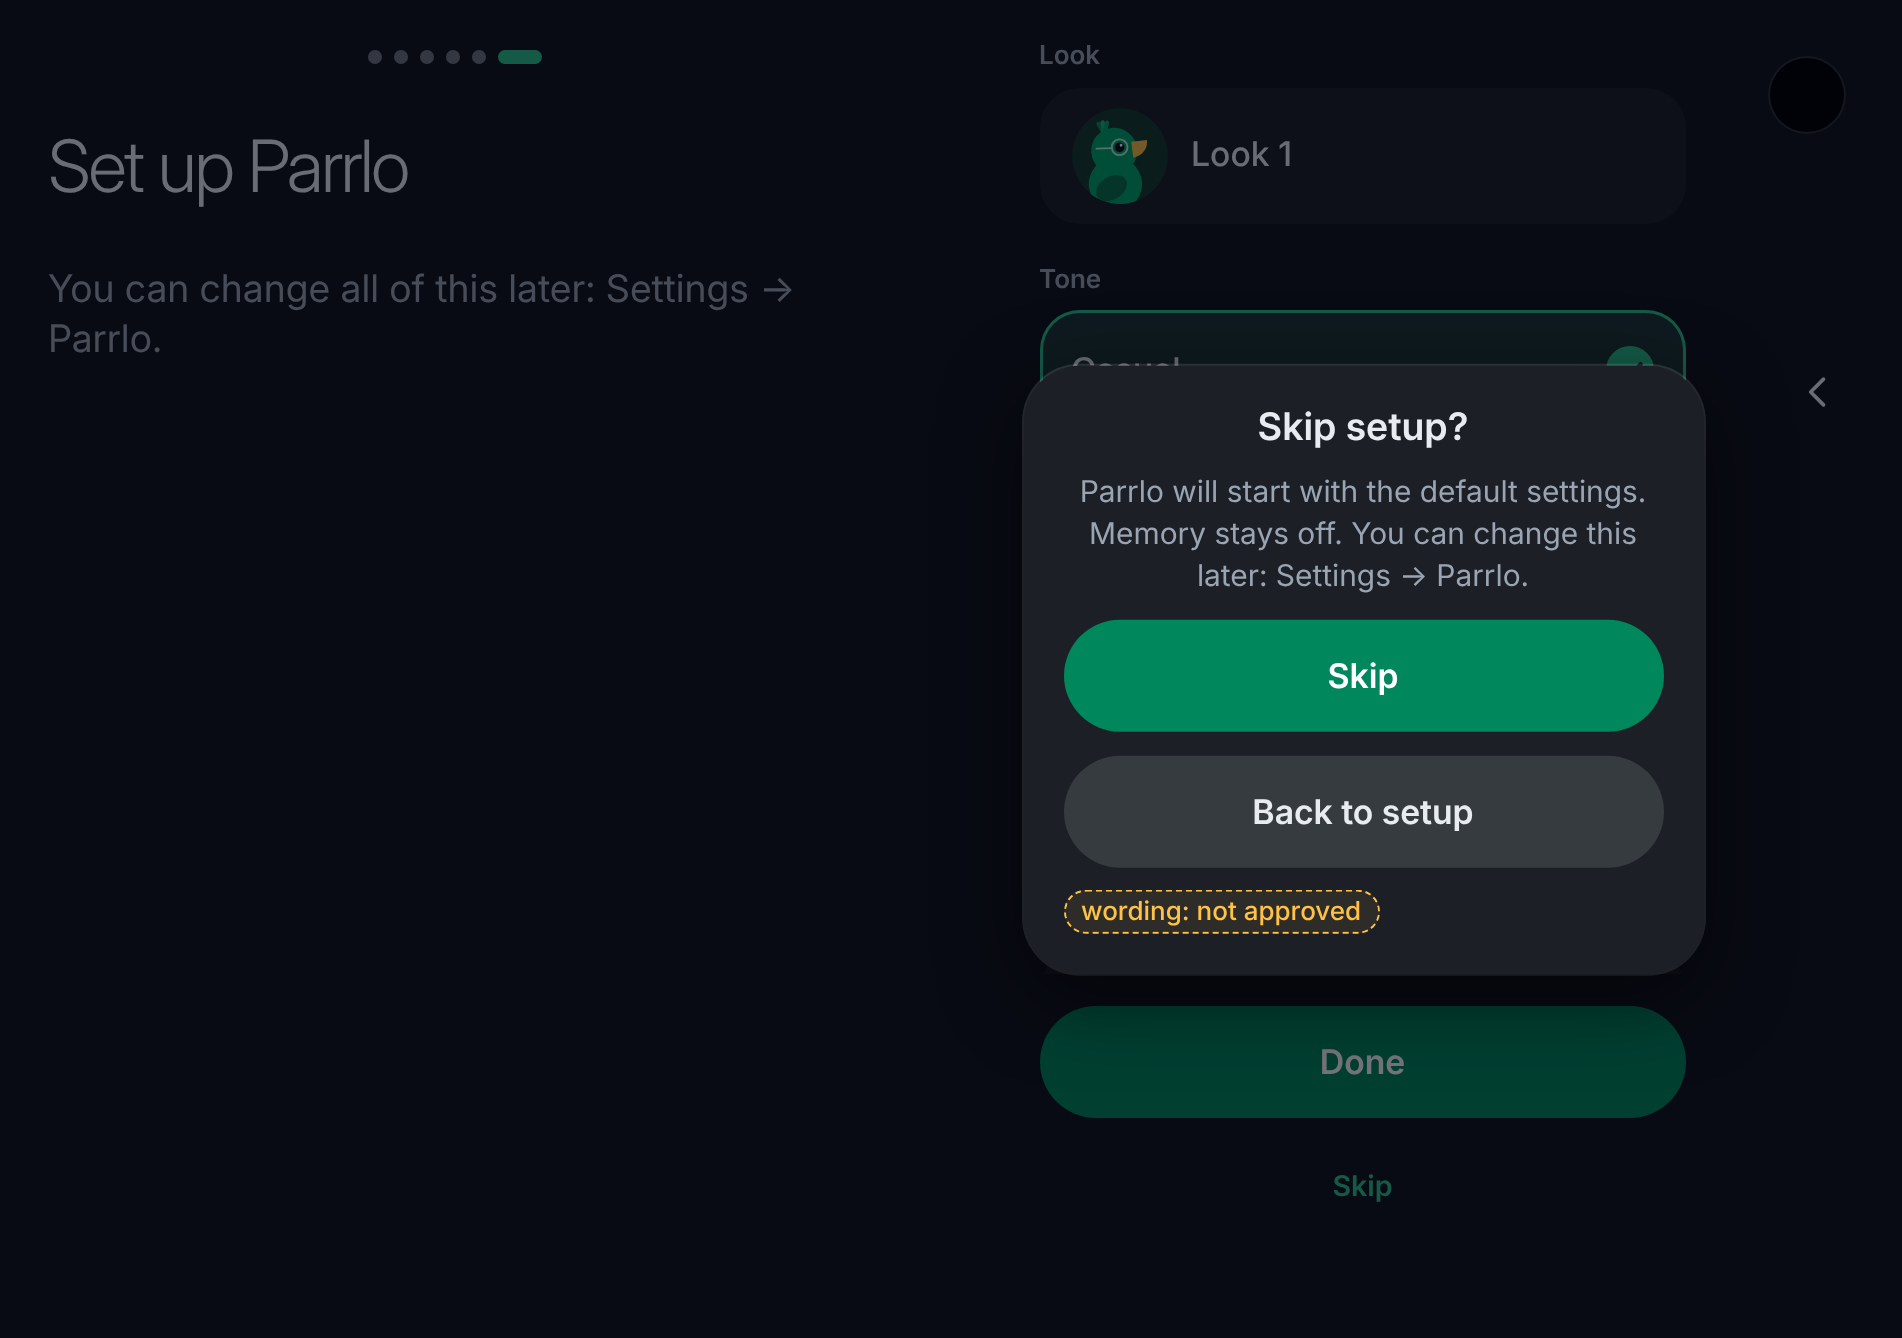 Set up Parrlo
You can change all of this later: Settings →
Parrlo.
Look
Look 1
Tone
Skip setup?
Parrlo will start with the default settings.
Memory stays off. You can change this
later: Settings → Parrlo.
Skip
Back to setup
wording: not approved
Done
Skip